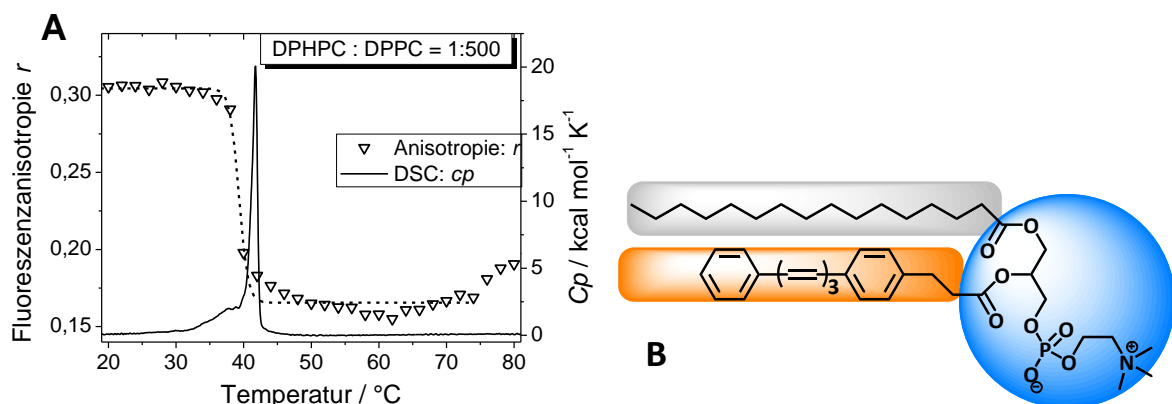 A
DPHPC : DPPC = 1:500
Fluoreszenzanisotropie r
0,30
0,25
0,20
0,15
Anisotropie: r
DSC: cp
20
15
10
5
0
Cp / kcal mol⁻¹ K⁻¹
20 30 40 50 60 70 80
Temperatur / °C
B
3
O
O
O
O
O
O
P
O
O
⊖
N
+